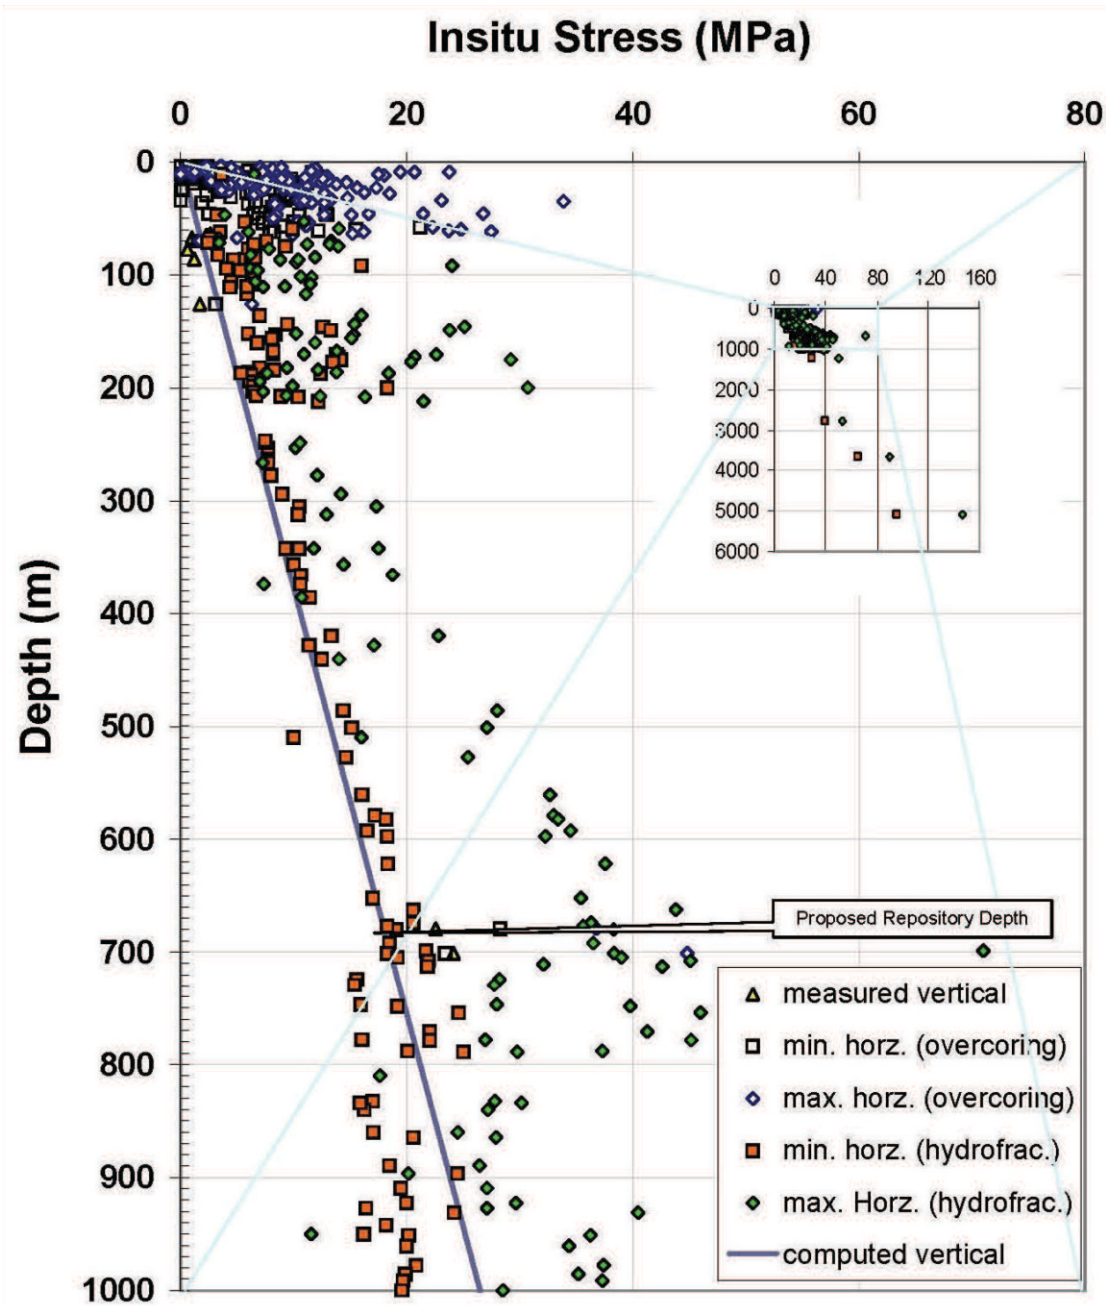 Insitu Stress (MPa)
0 20 40 60 80
0
100
200
300
400
500
600
700
800
900
1000
Depth (m)
0 40 80 120 160
0
1000
2000
3000
4000
5000
6000
Proposed Repository Depth
measured vertical
min. horz. (overcoring)
max. horz. (overcoring)
min. horz. (hydrofrac.)
max. Horz. (hydrofrac.)
computed vertical